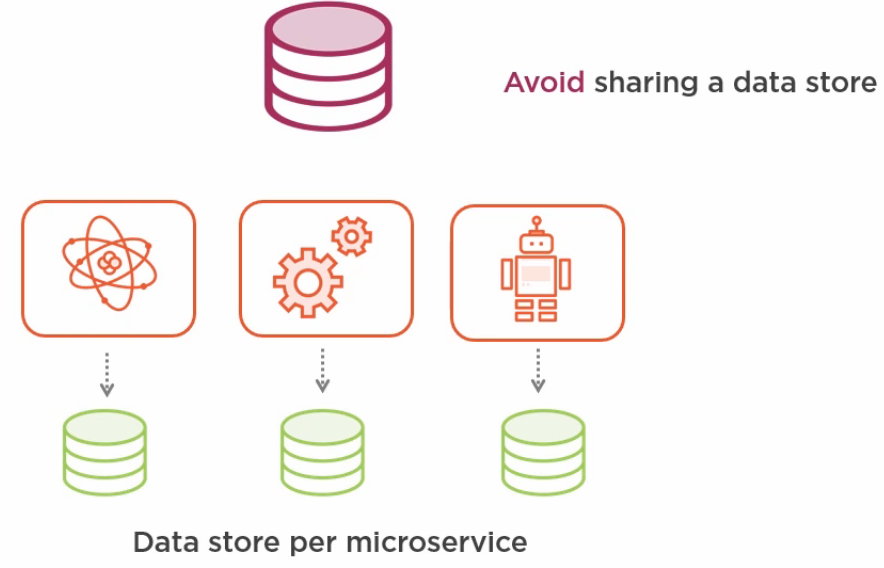 Avoid sharing a data store
Data store per microservice